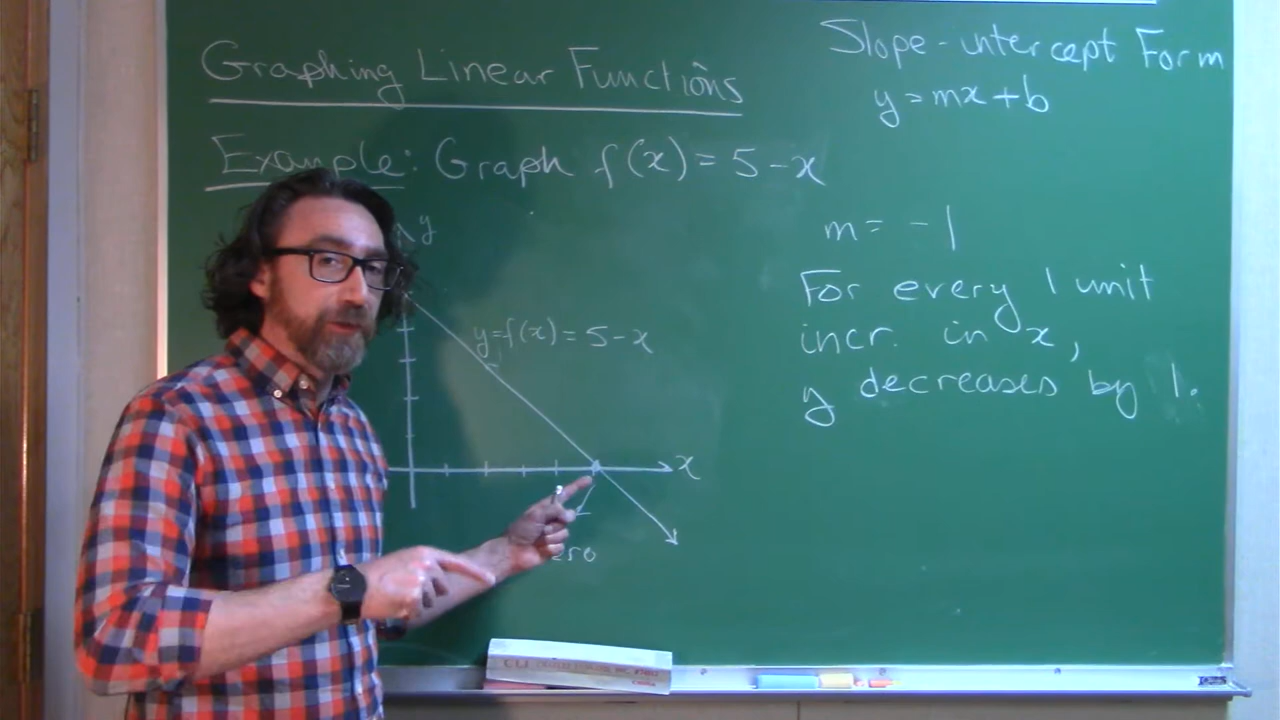 Graphing Linear Functions
Example: Graph f(x) = 5 - x
y
y=f(x) = 5 - x
x
Slope-intercept Form
y = mx + b
m = -1
For every 1 unit
incr. in x,
y decreases by 1.